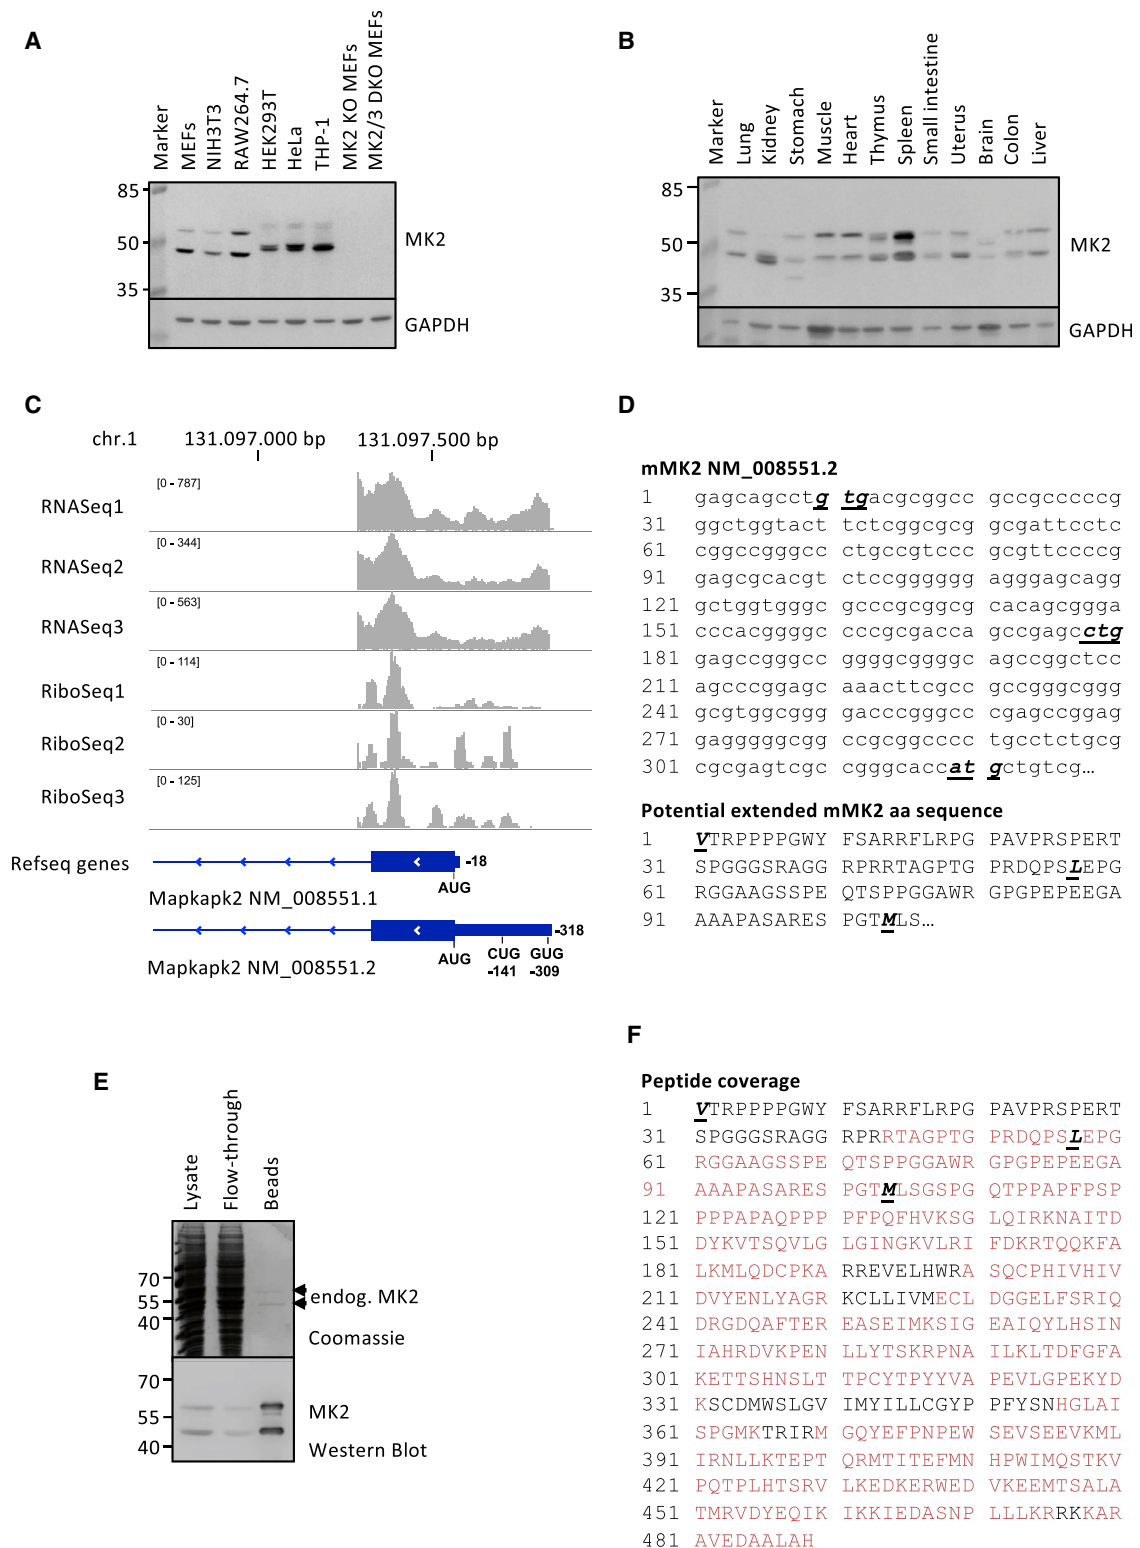 A
Marker
MEFs
NIH3T3
RAW264.7
HEK293T
HeLa
THP-1
MK2 KO MEFs
MK2/3 DKO MEFs
85
50
35
MK2
GAPDH
B
Marker
Lung
Kidney
Stomach
Muscle
Heart
Thymus
Spleen
Small intestine
Uterus
Brain
Colon
Liver
85
50
35
MK2
GAPDH
C
chr.1 131.097.000 bp 131.097.500 bp
RNASeq1 [0 - 787]
RNASeq2 [0 - 344]
RNASeq3 [0 - 563]
RiboSeq1 [0 - 114]
RiboSeq2 [0 - 30]
RiboSeq3 [0 - 125]
Refseq genes
-18
AUG
Mapkapk2 NM_008551.1
-318
AUG CUG GUG
-141 -309
Mapkapk2 NM_008551.2
D
mMK2 NM_008551.2
1 gagcagcctg tgacgcggcc gccgcccccg
31 ggctggtact tctcggcgcg gcgattcctc
61 cggccgggcc ctgccgtccc gcgttccccg
91 gagcgcacgt ctccgggggg agggagcagg
121 gctggtgggc gcccgcggcg cacagcggga
151 cccacggggc cccgcgacca gccgagcctg
181 gagccgggcc ggggcggggc agccggctcc
211 agcccggagc aaacttcgcc gccgggcggg
241 gcgtggcggg gacccgggcc cgagccggag
271 gagggggcgg ccgcggcccc tgcctctgcg
301 cgcgagtcgc cgggcaccat gctgtcg...
Potential extended mMK2 aa sequence
1 VTRPPPPGWY FSARRFLRPG PAVPRSPERT
31 SPGGGSRAGG RPRRTAGPTG PRDQPSLEPG
61 RGGAAGSSPE QTSPPGGAWR GPGPEPEEGA
91 AAAPASARES PGTMLS...
E
Lysate
Flow-through
Beads
70
55
40
endog. MK2
Coomassie
70
55
40
MK2
Western Blot
F
Peptide coverage
1 VTRPPPPGWY FSARRFLRPG PAVPRSPERT
31 SPGGGSRAGG RPRRTAGPTG PRDQPSLEPG
61 RGGAAGSSPE QTSPPGGAWR GPGPEPEEGA
91 AAAPASARES PGTMLSGSPG QTPPAPFPSP
121 PPPAPAQPPP PFPQFHVKSG LQIRKNAITD
151 DYKVTSQVLG LGINGKVLRI FDKRTQQKFA
181 LKMLQDCPKA RREVELHWRA SQCPHIVHIV
211 DVYENLYAGR KCLLIVMECL DGGELFSRIQ
241 DRGDQAFTER EASEIMKSIG EAIQYLHSIN
271 IAHRDVKPEN LLYTSKRPNA ILKLTDFGFA
301 KETTSHNSLT TPCYTPYYVA PEVLGPEKYD
331 KSCDMWSLGV IMYILLCGYP PFYSNHGLAI
361 SPGMKTRIRM GQYEFPNPEW SEVSEEVKML
391 IRNLLKTEPT QRMTITEFMN HPWIMQSTKV
421 PQTPLHTSRV LKEDKERWED VKEEMTSALA
451 TMRVDYEQIK IKKIEDASNP LLLKRRKKAR
481 AVEDAALAH